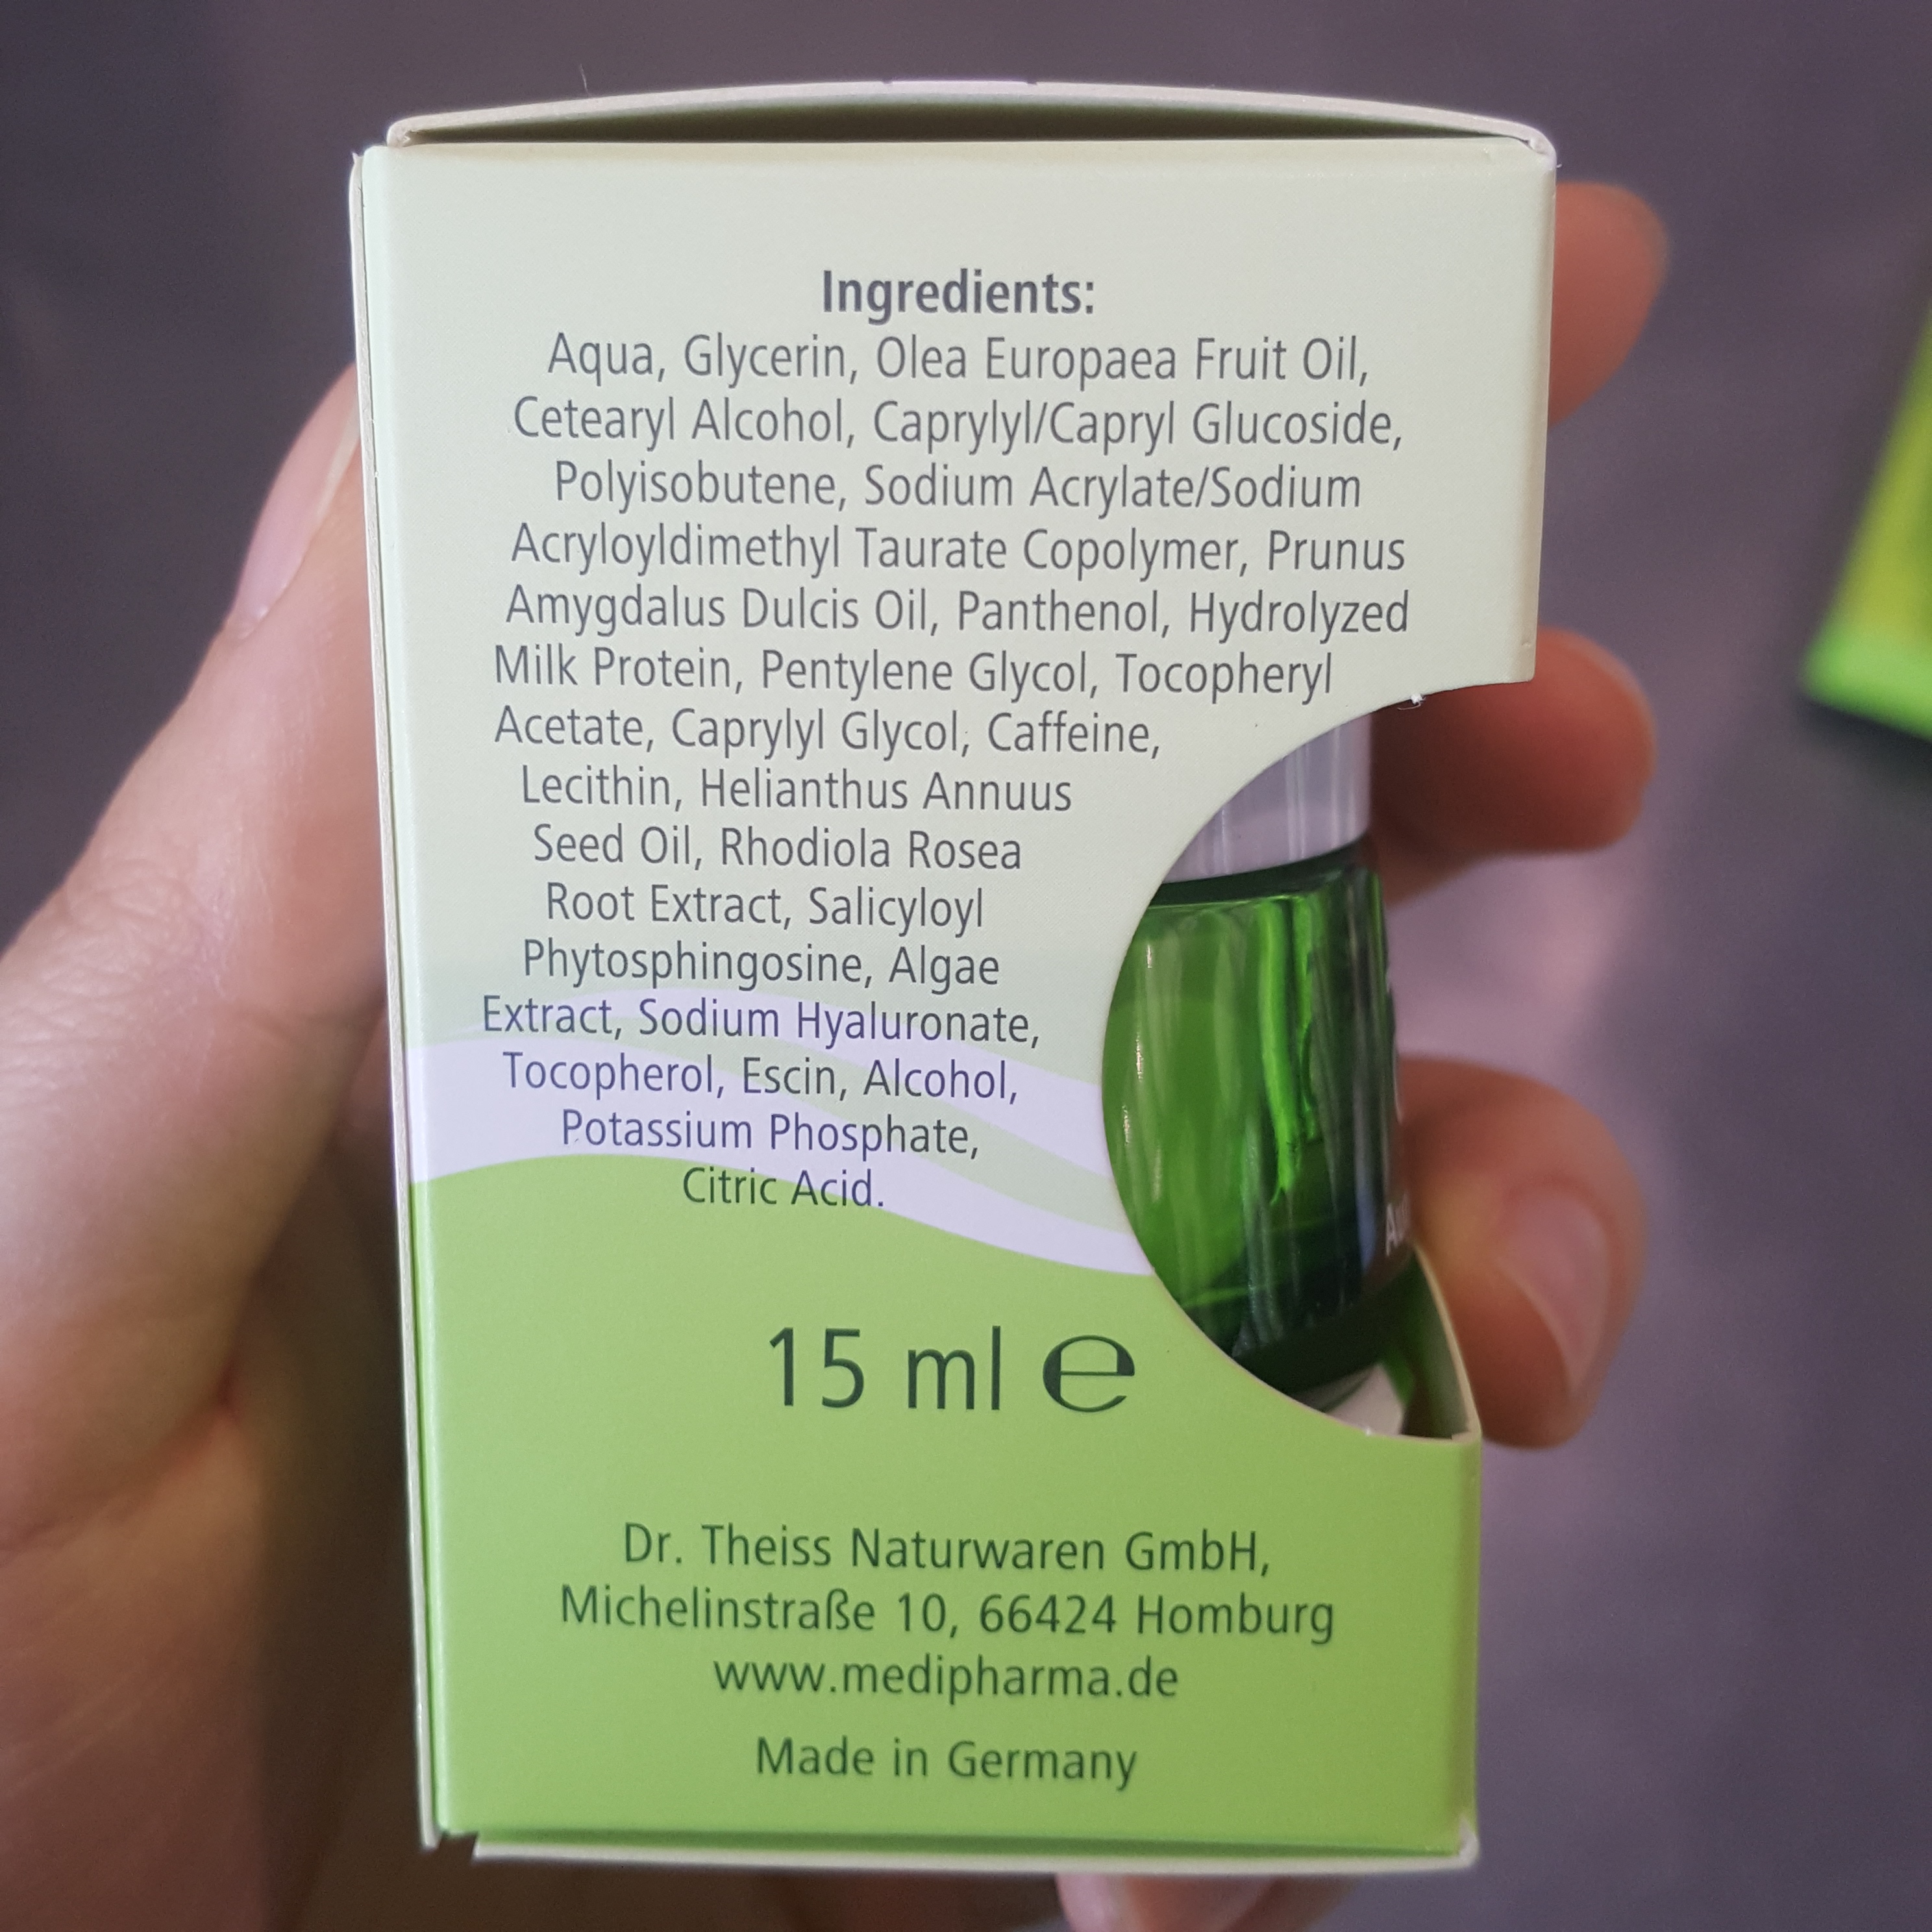 Ingredients:
Aqua, Glycerin, Olea Europaea Fruit Oil,
Cetearyl Alcohol, Caprylyl/Capryl Glucoside,
Polyisobutene, Sodium Acrylate/Sodium
Acryloyldimethyl Taurate Copolymer, Prunus
Amygdalus Dulcis Oil, Panthenol, Hydrolyzed
Milk Protein, Pentylene Glycol, Tocopheryl
Acetate, Caprylyl Glycol, Caffeine,
Lecithin, Helianthus Annuus
Seed Oil, Rhodiola Rosea
Root Extract, Salicyloyl
Phytosphingosine, Algae
Extract, Sodium Hyaluronate,
Tocopherol, Escin, Alcohol,
Potassium Phosphate,
Citric Acid.
15 ml ℮
Dr. Theiss Naturwaren GmbH,
Michelinstraße 10, 66424 Homburg
www.medipharma.de
Made in Germany